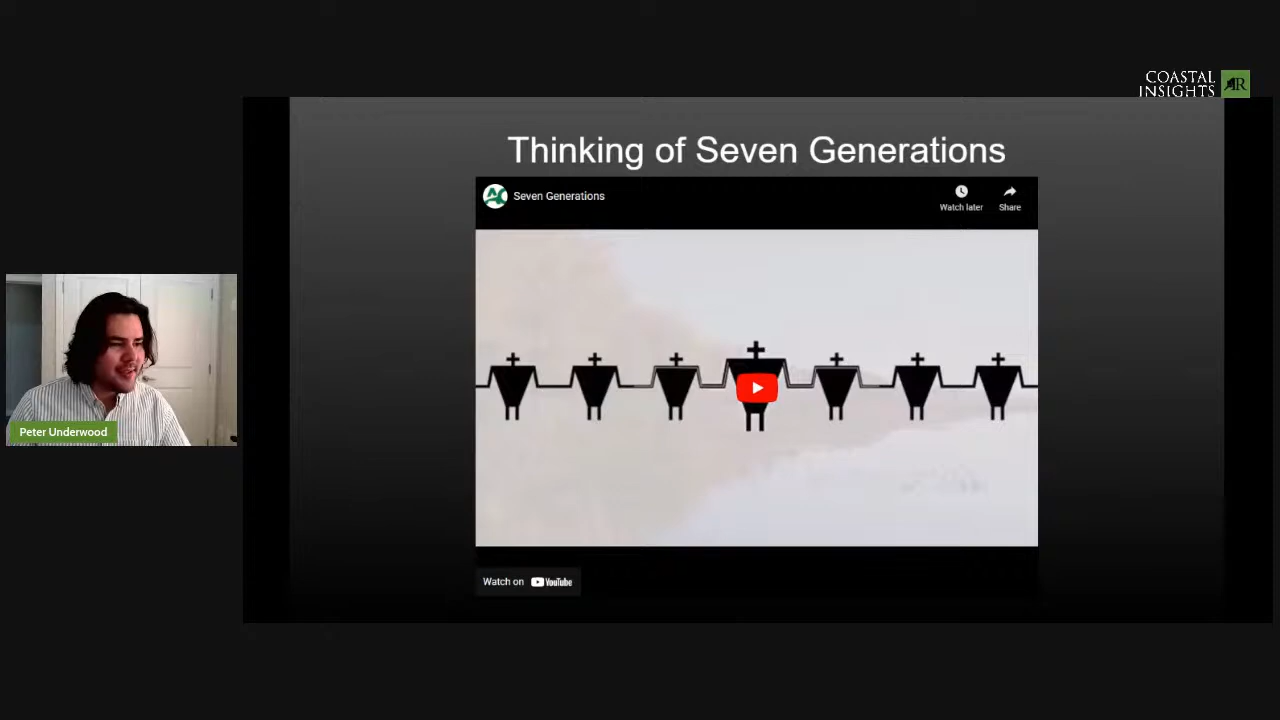 COASTAL
INSIGHTS
Thinking of Seven Generations
Seven Generations
Watch later
Share
Peter Underwood
Watch on YouTube